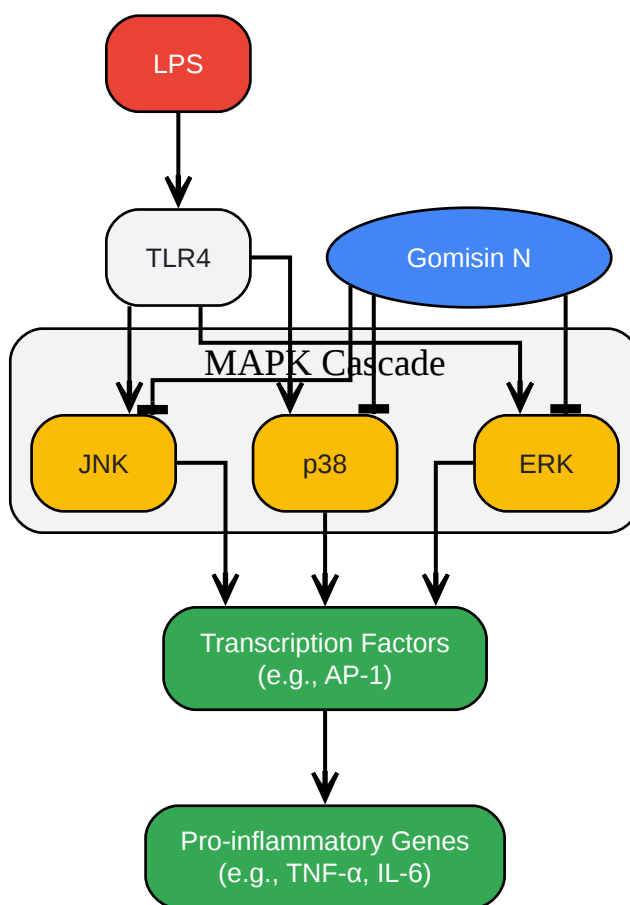 LPS
TLR4
Gomisin N
MAPK Cascade
JNK
p38
ERK
Transcription Factors
(e.g., AP-1)
Pro-inflammatory Genes
(e.g., TNF-α, IL-6)